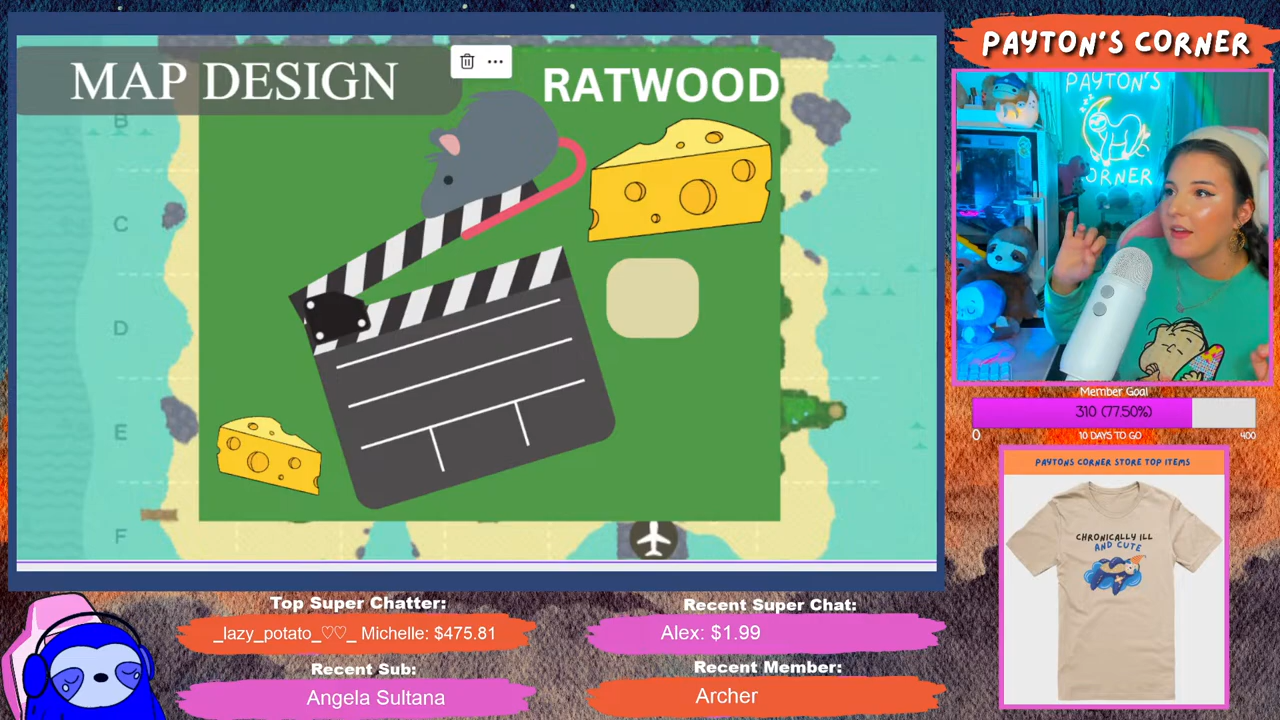 MAP DESIGN
RATWOOD
B
C
D
E
F
PAYTON'S CORNER
PAYTON'S
ORNER
Member Goal
310 (77.50%)
0
10 DAYS TO GO
400
PAYTONS CORNER STORE TOP ITEMS
CHRONICALLY ILL
AND CUTE
Top Super Chatter:
_lazy_potato_♡♡_ Michelle: $475.81
Recent Super Chat:
Alex: $1.99
Recent Sub:
Angela Sultana
Recent Member:
Archer